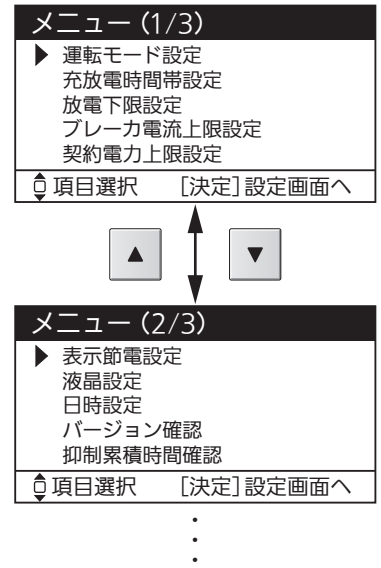 メニュー (1/3)
▶ 運転モード設定
充放電時間帯設定
放電下限設定
ブレーカ電流上限設定
契約電力上限設定
項目選択 [決定]設定画面へ
▲ ▼
メニュー (2/3)
▶ 表示節電設定
液晶設定
日時設定
バージョン確認
抑制累積時間確認
項目選択 [決定]設定画面へ